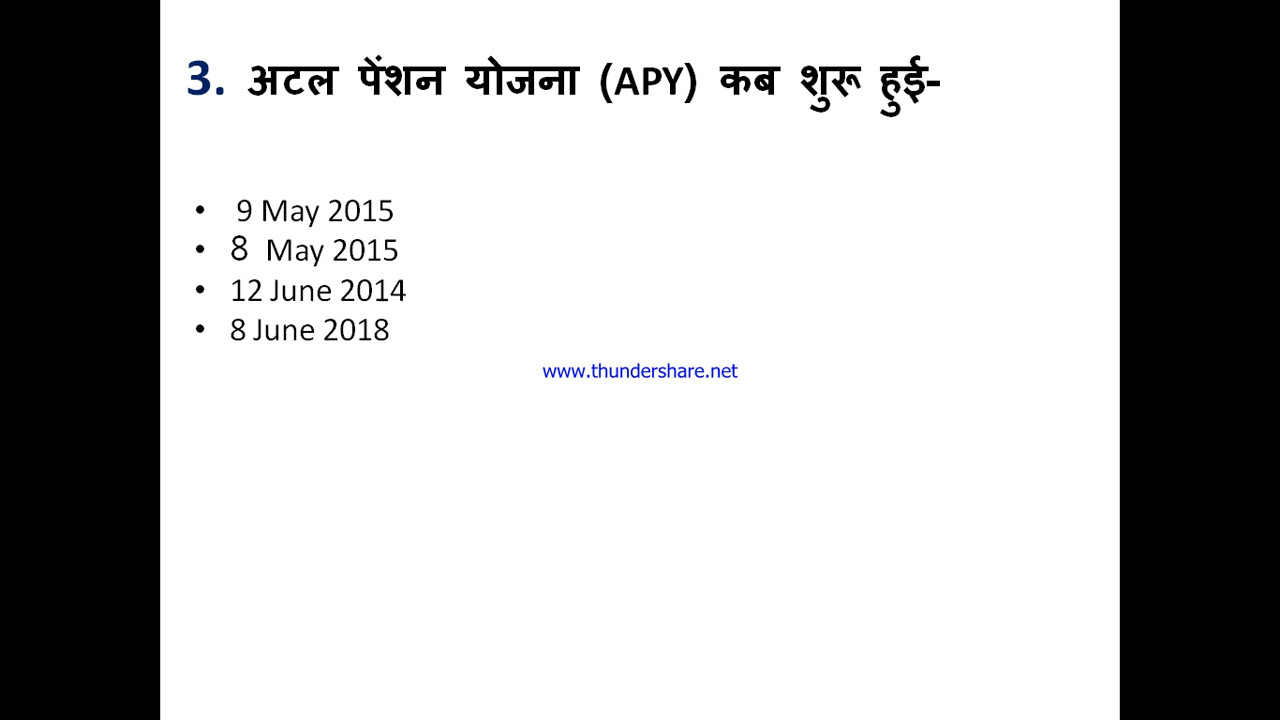 3. अटल पेंशन योजना (APY) कब शुरू हुई-
• 9 May 2015
• 8 May 2015
• 12 June 2014
• 8 June 2018
www.thundershare.net